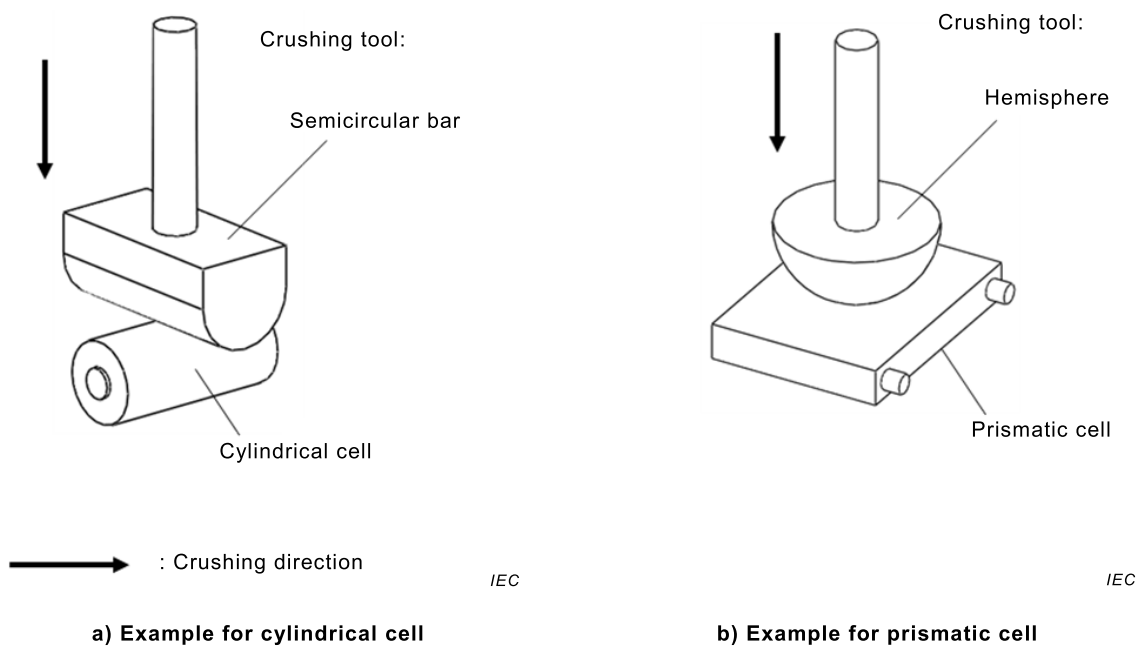 Crushing tool:
Semicircular bar
Cylindrical cell
: Crushing direction
IEC
a) Example for cylindrical cell
Crushing tool:
Hemisphere
Prismatic cell
IEC
b) Example for prismatic cell